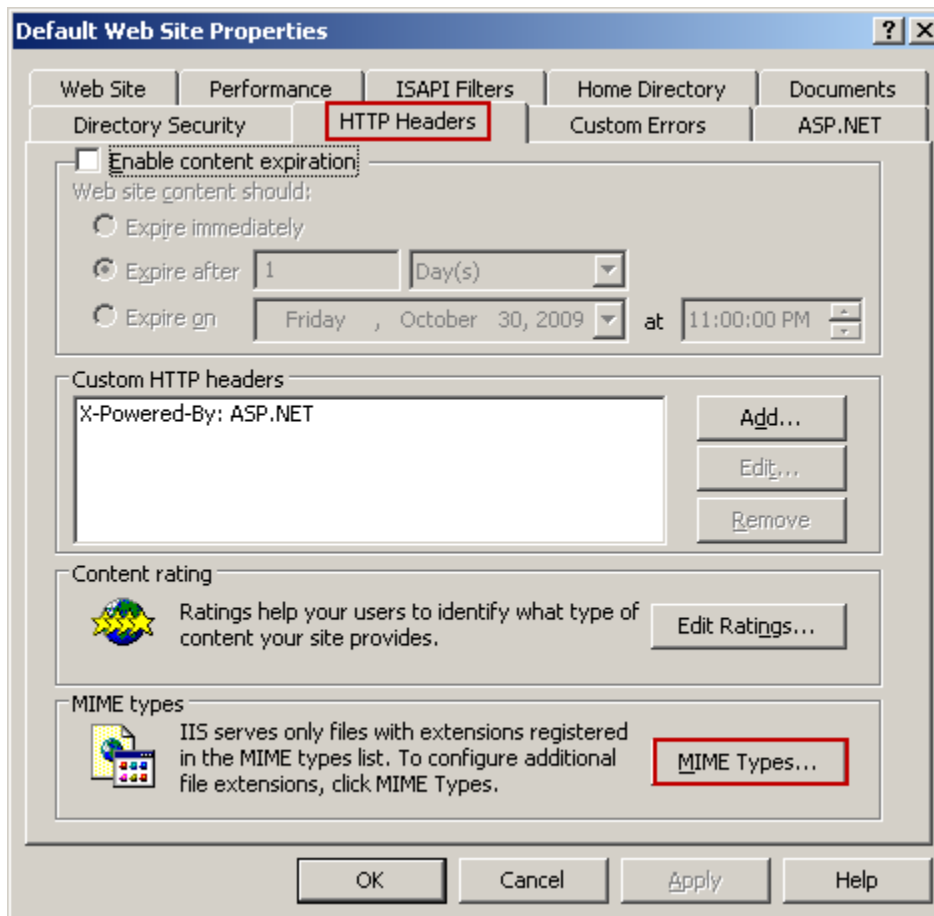 Default Web Site Properties
Web Site Performance ISAPI Filters Home Directory Documents
Directory Security HTTP Headers Custom Errors ASP.NET
Enable content expiration
Web site content should:
Expire immediately
Expire after 1 Day(s)
Expire on Friday , October 30, 2009 at 11:00:00 PM
Custom HTTP headers
X-Powered-By: ASP.NET
Add...
Edit...
Remove
Content rating
Ratings help your users to identify what type of
content your site provides.
Edit Ratings...
MIME types
IIS serves only files with extensions registered
in the MIME types list. To configure additional
file extensions, click MIME Types.
MIME Types...
OK Cancel Apply Help